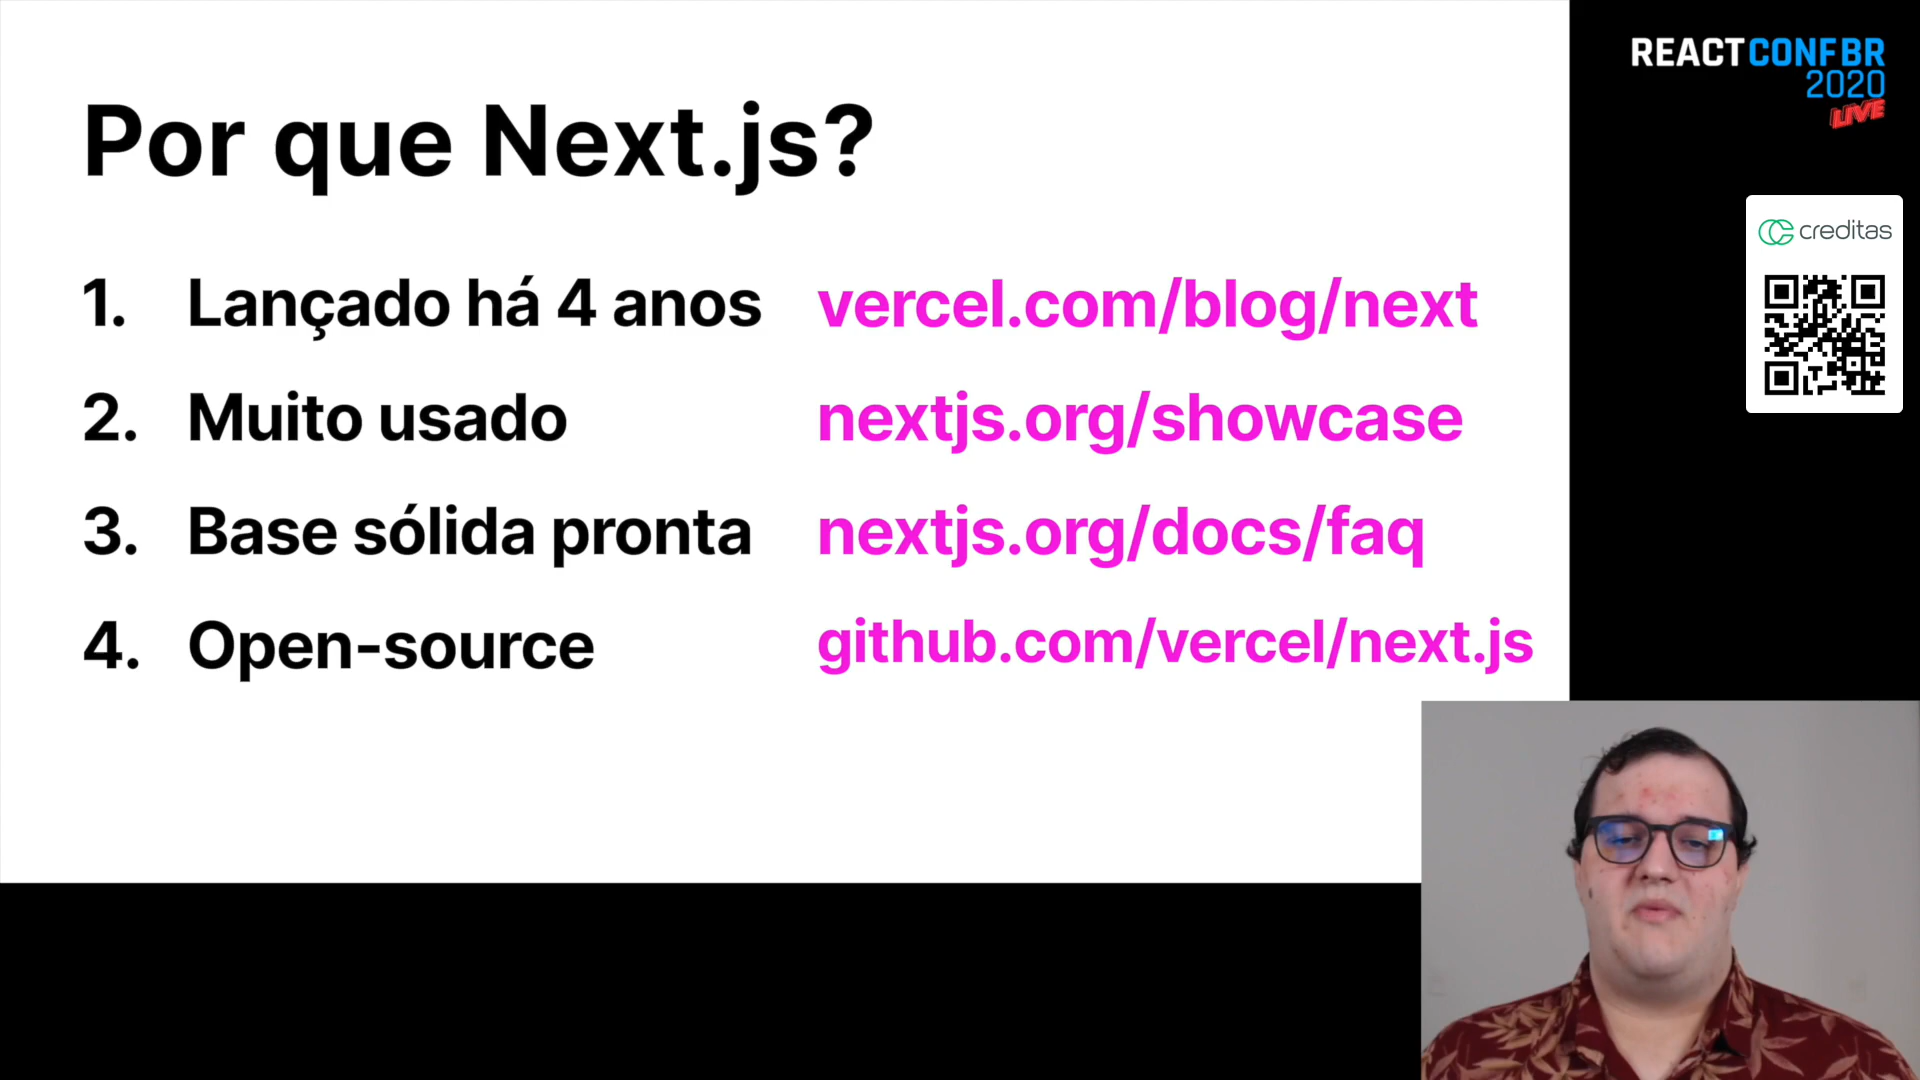 Por que Next.js?
1. Lançado há 4 anos vercel.com/blog/next
2. Muito usado nextjs.org/showcase
3. Base sólida pronta nextjs.org/docs/faq
4. Open-source github.com/vercel/next.js
REACTCONFBR
2020
LIVE
creditas